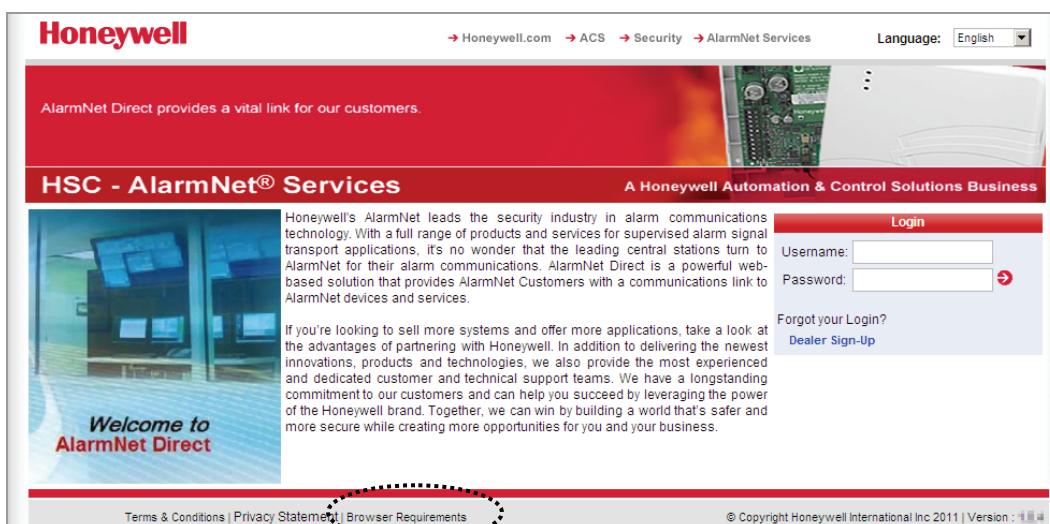 Honeywell
→ Honeywell.com → ACS → Security → AlarmNet Services
Language: English
AlarmNet Direct provides a vital link for our customers.
HSC - AlarmNet® Services
A Honeywell Automation & Control Solutions Business
Welcome to
AlarmNet Direct
Honeywell's AlarmNet leads the security industry in alarm communications
technology. With a full range of products and services for supervised alarm signal
transport applications, it's no wonder that the leading central stations turn to
AlarmNet for their alarm communications. AlarmNet Direct is a powerful web-
based solution that provides AlarmNet Customers with a communications link to
AlarmNet devices and services.
If you're looking to sell more systems and offer more applications, take a look at
the advantages of partnering with Honeywell. In addition to delivering the newest
innovations, products and technologies, we also provide the most experienced
and dedicated customer and technical support teams. We have a longstanding
commitment to our customers and can help you succeed by leveraging the power
of the Honeywell brand. Together, we can win by building a world that's safer and
more secure while creating more opportunities for you and your business.
Login
Username:
Password:
Forgot your Login?
Dealer Sign-Up
Terms & Conditions | Privacy Statement | Browser Requirements
© Copyright Honeywell International Inc 2011 | Version :